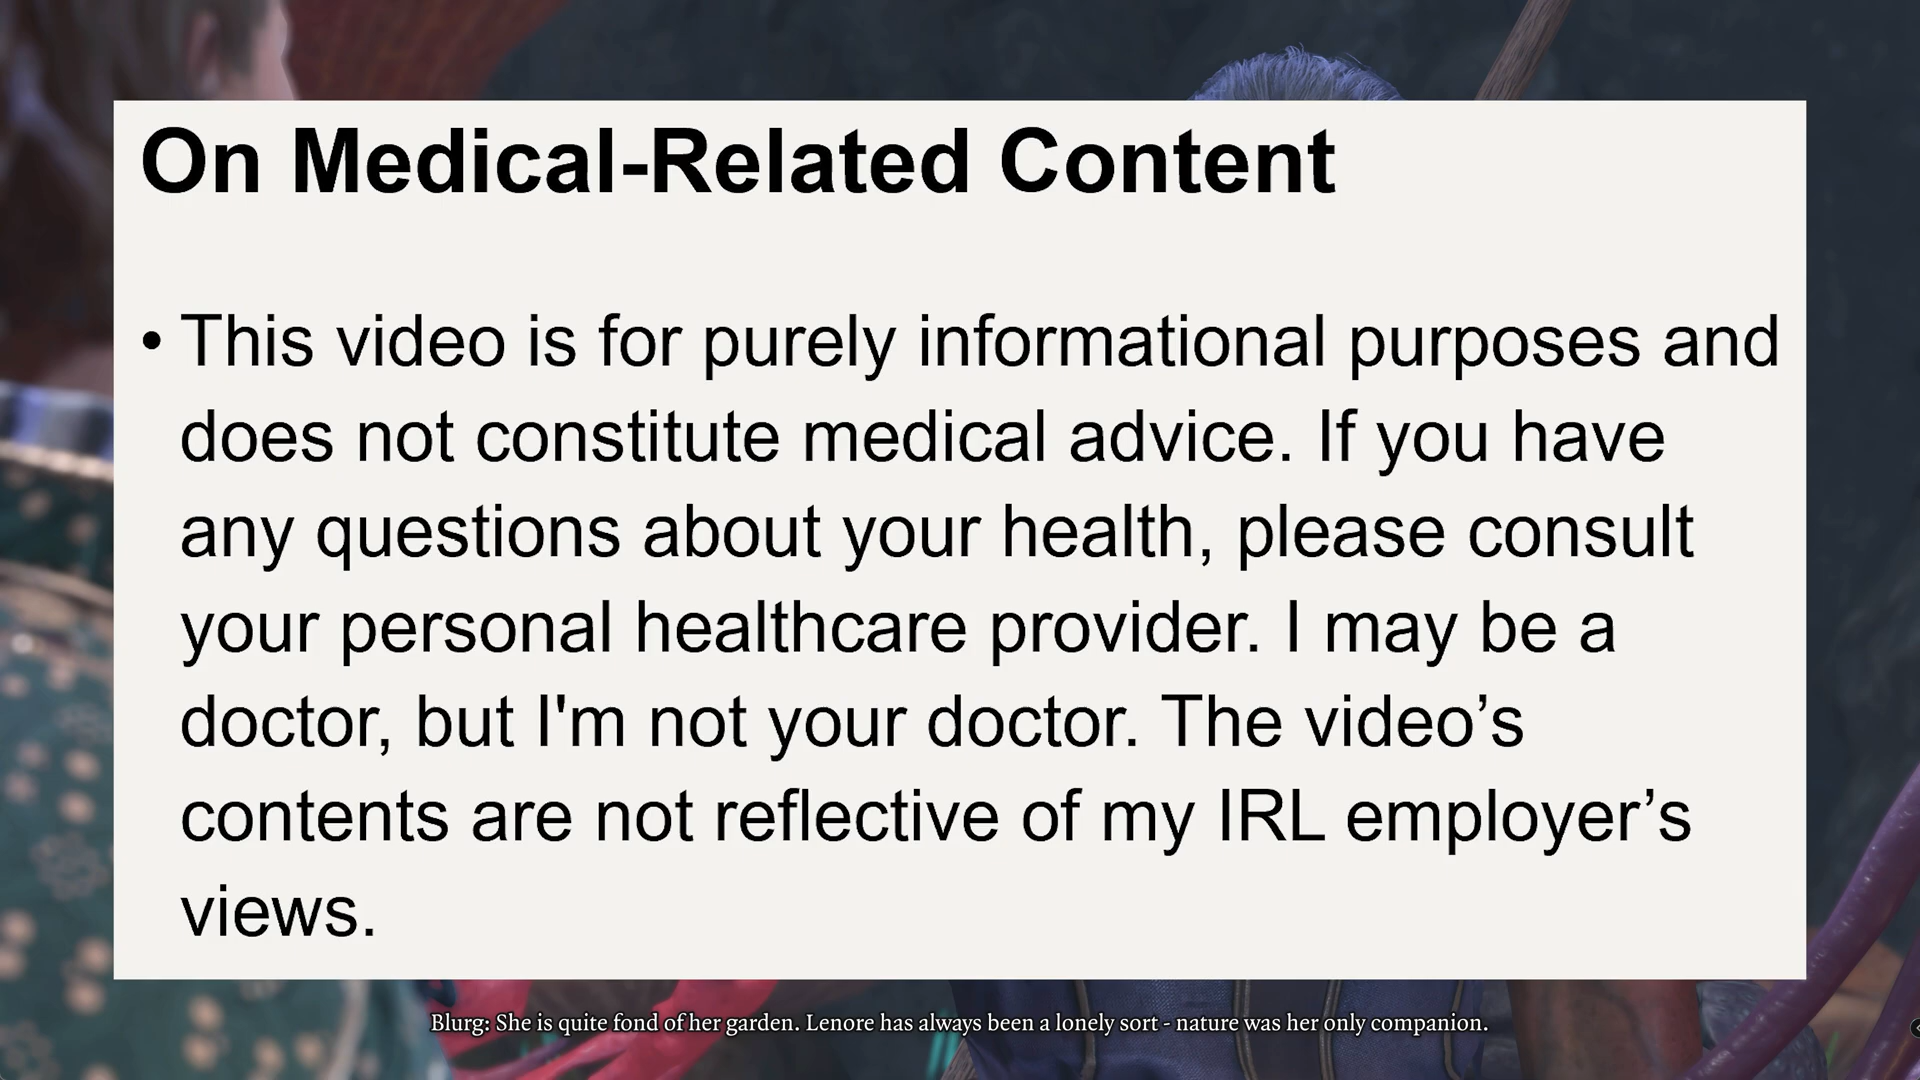 On Medical-Related Content
• This video is for purely informational purposes and
does not constitute medical advice. If you have
any questions about your health, please consult
your personal healthcare provider. I may be a
doctor, but I'm not your doctor. The video’s
contents are not reflective of my IRL employer’s
views.
Blurg: She is quite fond of her garden. Lenore has always been a lonely sort - nature was her only companion.